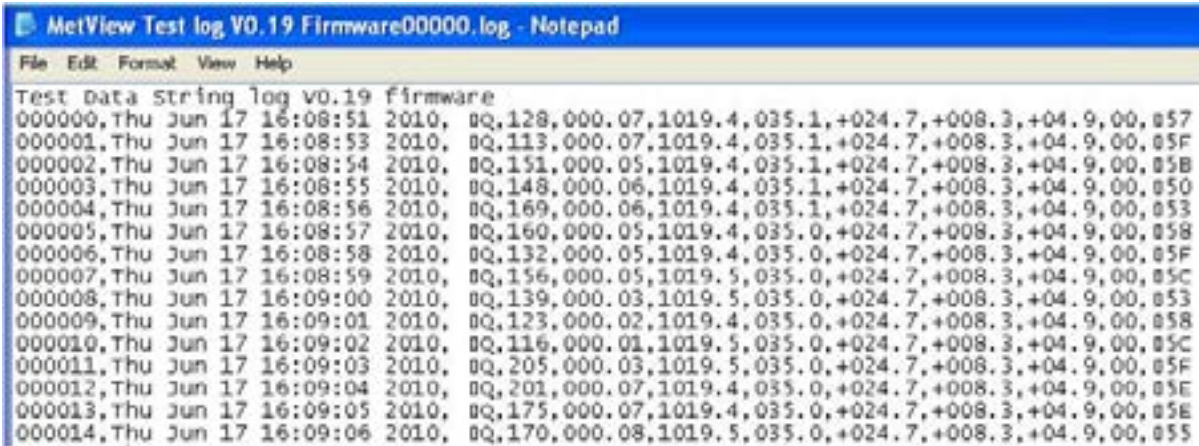 MetView Test log V0.19 Firmware00000.log - Notepad
File Edit Format View Help
Test Data String log V0.19 firmware
000000,Thu Jun 17 16:08:51 2010, Q,128,000.07,1019.4,035.1,+024.7,+008.3,+04.9,00,57
000001,Thu Jun 17 16:08:53 2010, Q,113,000.07,1019.4,035.1,+024.7,+008.3,+04.9,00,5F
000002,Thu Jun 17 16:08:54 2010, Q,151,000.05,1019.4,035.1,+024.7,+008.3,+04.9,00,5B
000003,Thu Jun 17 16:08:55 2010, Q,148,000.06,1019.4,035.1,+024.7,+008.3,+04.9,00,50
000004,Thu Jun 17 16:08:56 2010, Q,169,000.06,1019.4,035.1,+024.7,+008.3,+04.9,00,53
000005,Thu Jun 17 16:08:57 2010, Q,160,000.05,1019.4,035.0,+024.7,+008.3,+04.9,00,58
000006,Thu Jun 17 16:08:58 2010, Q,132,000.05,1019.4,035.0,+024.7,+008.3,+04.9,00,5F
000007,Thu Jun 17 16:08:59 2010, Q,156,000.05,1019.5,035.0,+024.7,+008.3,+04.9,00,5C
000008,Thu Jun 17 16:09:00 2010, Q,139,000.03,1019.5,035.0,+024.7,+008.3,+04.9,00,53
000009,Thu Jun 17 16:09:01 2010, Q,123,000.02,1019.4,035.0,+024.7,+008.3,+04.9,00,58
000010,Thu Jun 17 16:09:02 2010, Q,116,000.01,1019.5,035.0,+024.7,+008.3,+04.9,00,5C
000011,Thu Jun 17 16:09:03 2010, Q,205,000.03,1019.5,035.0,+024.7,+008.3,+04.9,00,5F
000012,Thu Jun 17 16:09:04 2010, Q,201,000.07,1019.4,035.0,+024.7,+008.3,+04.9,00,5E
000013,Thu Jun 17 16:09:05 2010, Q,175,000.07,1019.4,035.0,+024.7,+008.3,+04.9,00,5E
000014,Thu Jun 17 16:09:06 2010, Q,170,000.08,1019.5,035.0,+024.7,+008.3,+04.9,00,55